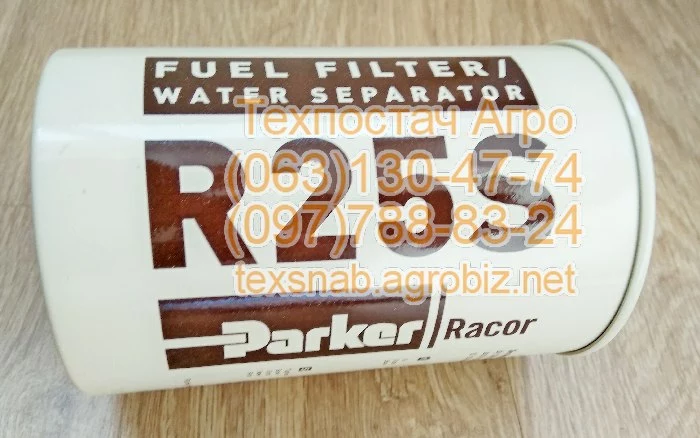 FUEL FILTER/
WATER SEPARATOR
Техпостач Агро
R25S
(063)130-47-74
(097)788-83-24
texsnab.agrobiz.net
Parker Racor